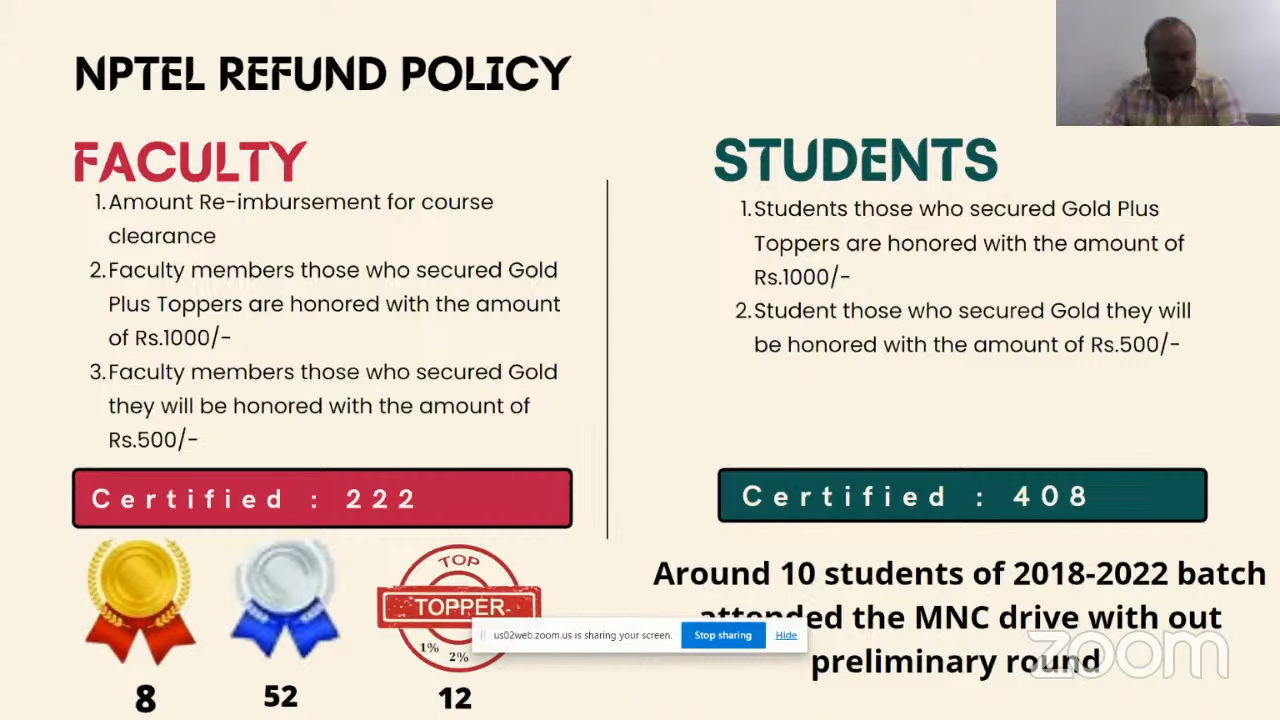 NPTEL REFUND POLICY
FACULTY
1. Amount Re-imbursement for course
clearance
2. Faculty members those who secured Gold
Plus Toppers are honored with the amount
of Rs.1000/-
3. Faculty members those who secured Gold
they will be honored with the amount of
Rs.500/-
Certified : 222
8
52
TOP
TOPPER
1% 2%
12
STUDENTS
1. Students those who secured Gold Plus
Toppers are honored with the amount of
Rs.1000/-
2. Student those who secured Gold they will
be honored with the amount of Rs.500/-
Certified : 408
Around 10 students of 2018-2022 batch
attended the MNC drive with out
preliminary round
us02web.zoom.us is sharing your screen. Stop sharing Hide
zoom